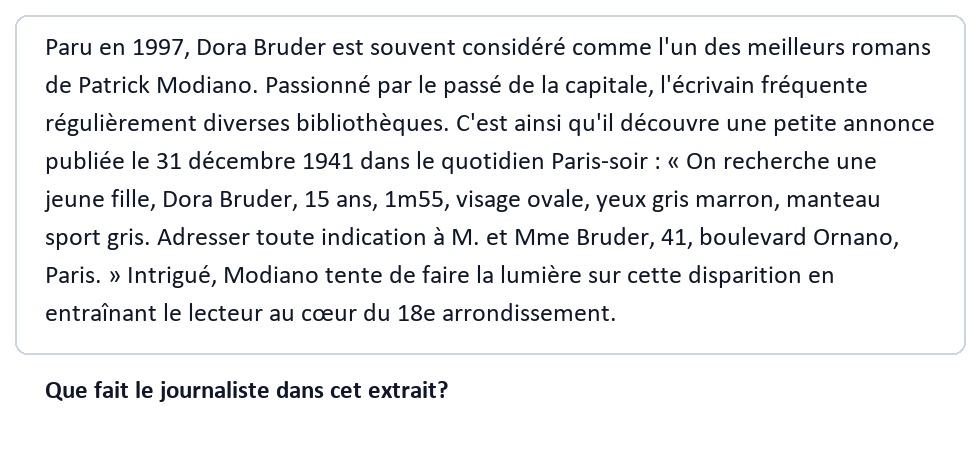 Paru en 1997, Dora Bruder est souvent considéré comme l'un des meilleurs romans
de Patrick Modiano. Passionné par le passé de la capitale, l'écrivain fréquente
régulièrement diverses bibliothèques. C'est ainsi qu'il découvre une petite annonce
publiée le 31 décembre 1941 dans le quotidien Paris-soir : « On recherche une
jeune fille, Dora Bruder, 15 ans, 1m55, visage ovale, yeux gris marron, manteau
sport gris. Adresser toute indication à M. et Mme Bruder, 41, boulevard Ornano,
Paris. » Intrigué, Modiano tente de faire la lumière sur cette disparition en
entraînant le lecteur au cœur du 18e arrondissement.
Que fait le journaliste dans cet extrait?